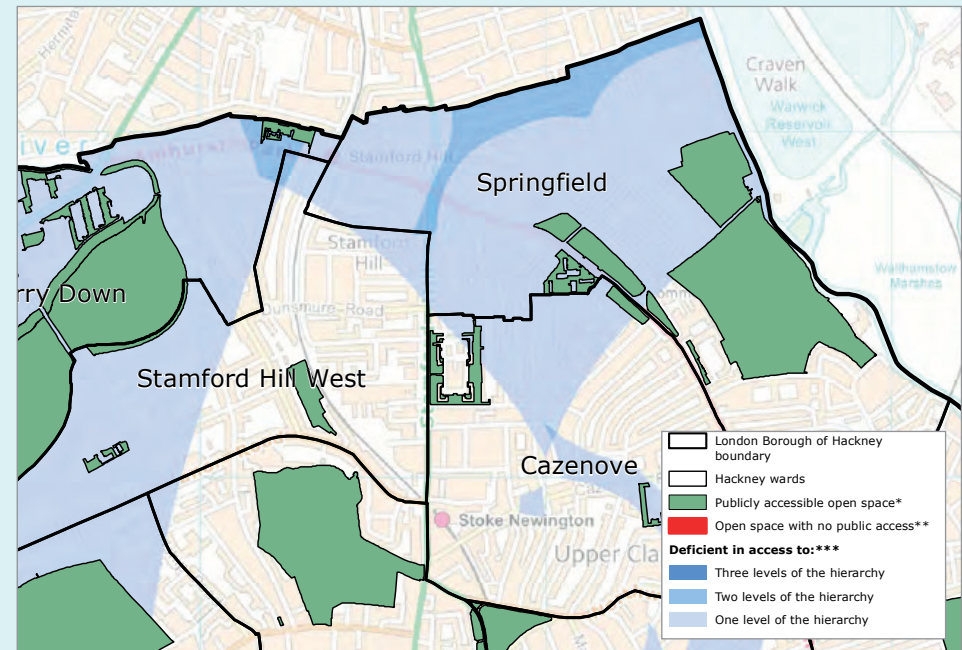 Craven
Walk
Warwick
Reservoir
West
Stamford Hill
Springfield
Stamford
Hill
Walthamstow
Marshes
rry Down
Dunsmure Road
Stamford Hill West
Cazenove
Stoke Newington
Upper Cla
London Borough of Hackney
boundary
Hackney wards
Publicly accessible open space*
Open space with no public access**
Deficient in access to:***
Three levels of the hierarchy
Two levels of the hierarchy
One level of the hierarchy